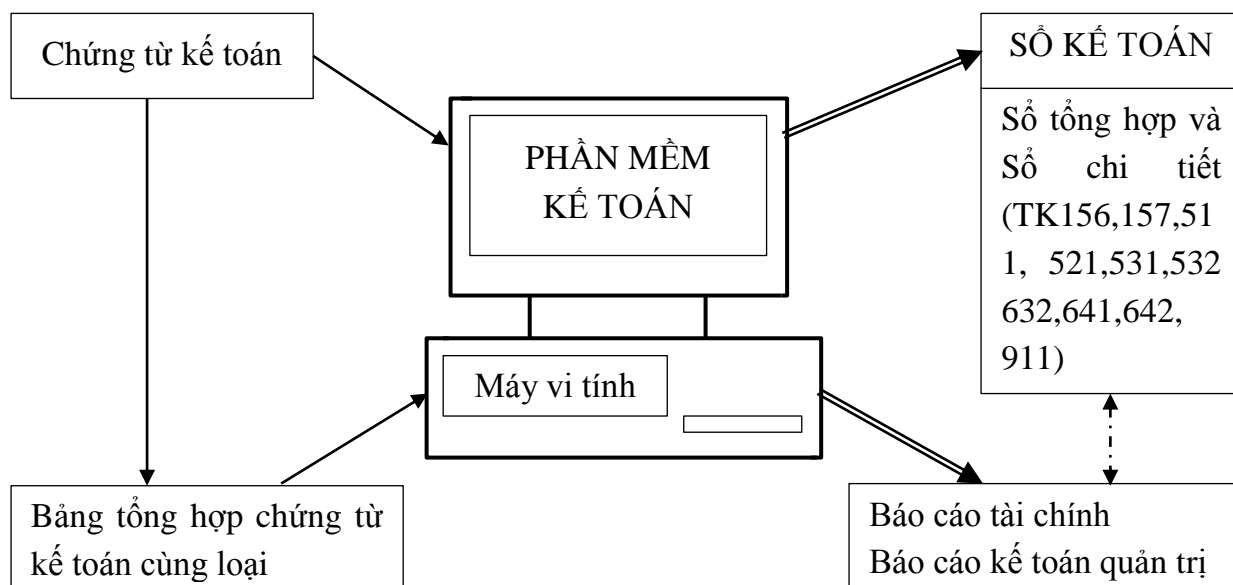 Chứng từ kế toán
PHẦN MỀM
KẾ TOÁN
Máy vi tính
SỔ KẾ TOÁN
Sổ tổng hợp và
Sổ chi tiết
(TK156,157,51
1, 521,531,532
632,641,642,
911)
Bảng tổng hợp chứng từ
kế toán cùng loại
Báo cáo tài chính
Báo cáo kế toán quản trị